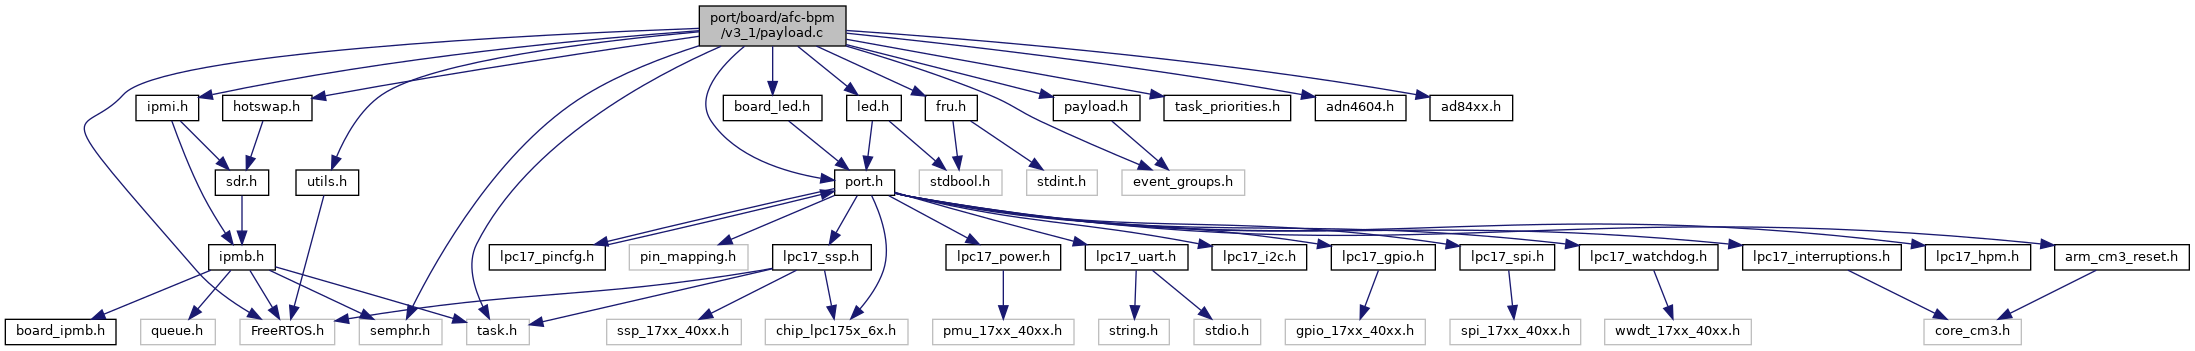 port/board/afc-bpm
/v3_1/payload.c
ipmi.h
hotswap.h
board_led.h
led.h
fru.h
payload.h
task_priorities.h
adn4604.h
ad84xx.h
sdr.h
utils.h
port.h
stdbool.h
stdint.h
event_groups.h
ipmb.h
lpc17_pincfg.h
pin_mapping.h
lpc17_ssp.h
lpc17_power.h
lpc17_uart.h
lpc17_i2c.h
lpc17_gpio.h
lpc17_spi.h
lpc17_watchdog.h
lpc17_interruptions.h
lpc17_hpm.h
arm_cm3_reset.h
board_ipmb.h
queue.h
FreeRTOS.h
semphr.h
task.h
ssp_17xx_40xx.h
chip_lpc175x_6x.h
pmu_17xx_40xx.h
string.h
stdio.h
gpio_17xx_40xx.h
spi_17xx_40xx.h
wwdt_17xx_40xx.h
core_cm3.h